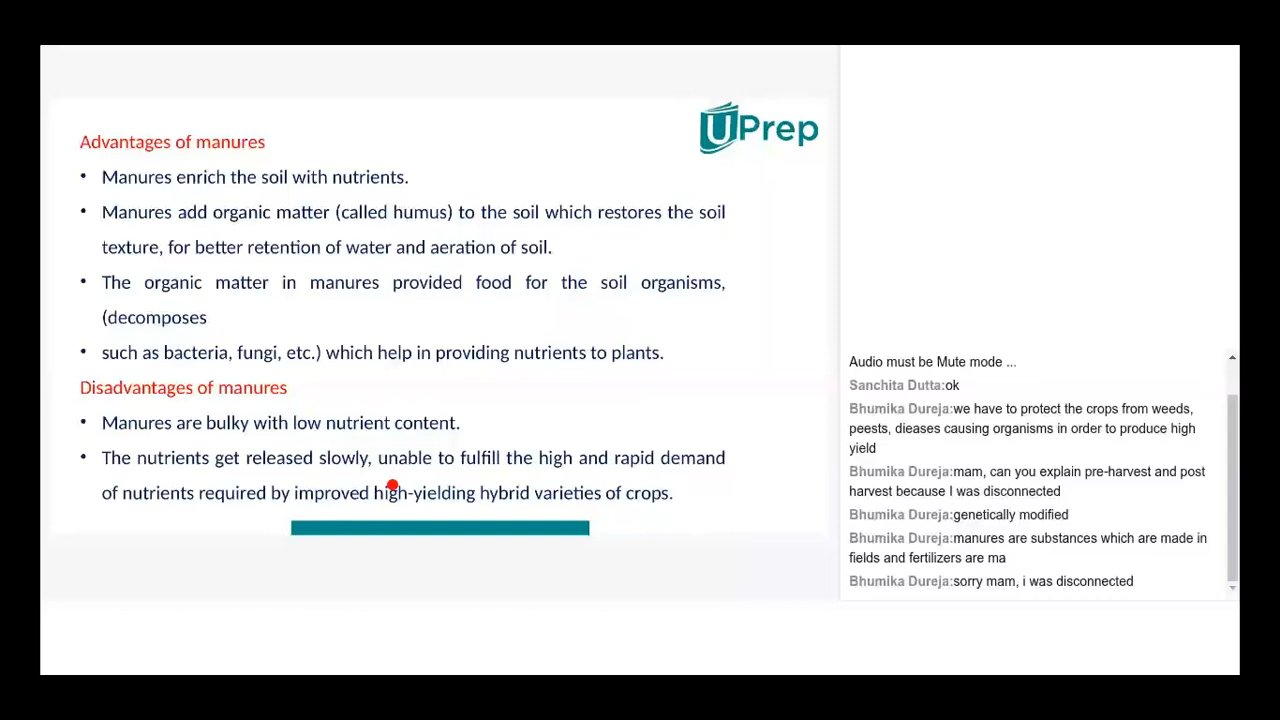 UPrep
Advantages of manures
• Manures enrich the soil with nutrients.
• Manures add organic matter (called humus) to the soil which restores the soil
texture, for better retention of water and aeration of soil.
• The organic matter in manures provided food for the soil organisms,
(decomposes
• such as bacteria, fungi, etc.) which help in providing nutrients to plants.
Disadvantages of manures
• Manures are bulky with low nutrient content.
• The nutrients get released slowly, unable to fulfill the high and rapid demand
of nutrients required by improved high-yielding hybrid varieties of crops.
Audio must be Mute mode ...
Sanchita Dutta:ok
Bhumika Dureja:we have to protect the crops from weeds,
peests, dieases causing organisms in order to produce high
yield
Bhumika Dureja:mam, can you explain pre-harvest and post
harvest because I was disconnected
Bhumika Dureja:genetically modified
Bhumika Dureja:manures are substances which are made in
fields and fertilizers are ma
Bhumika Dureja:sorry mam, i was disconnected